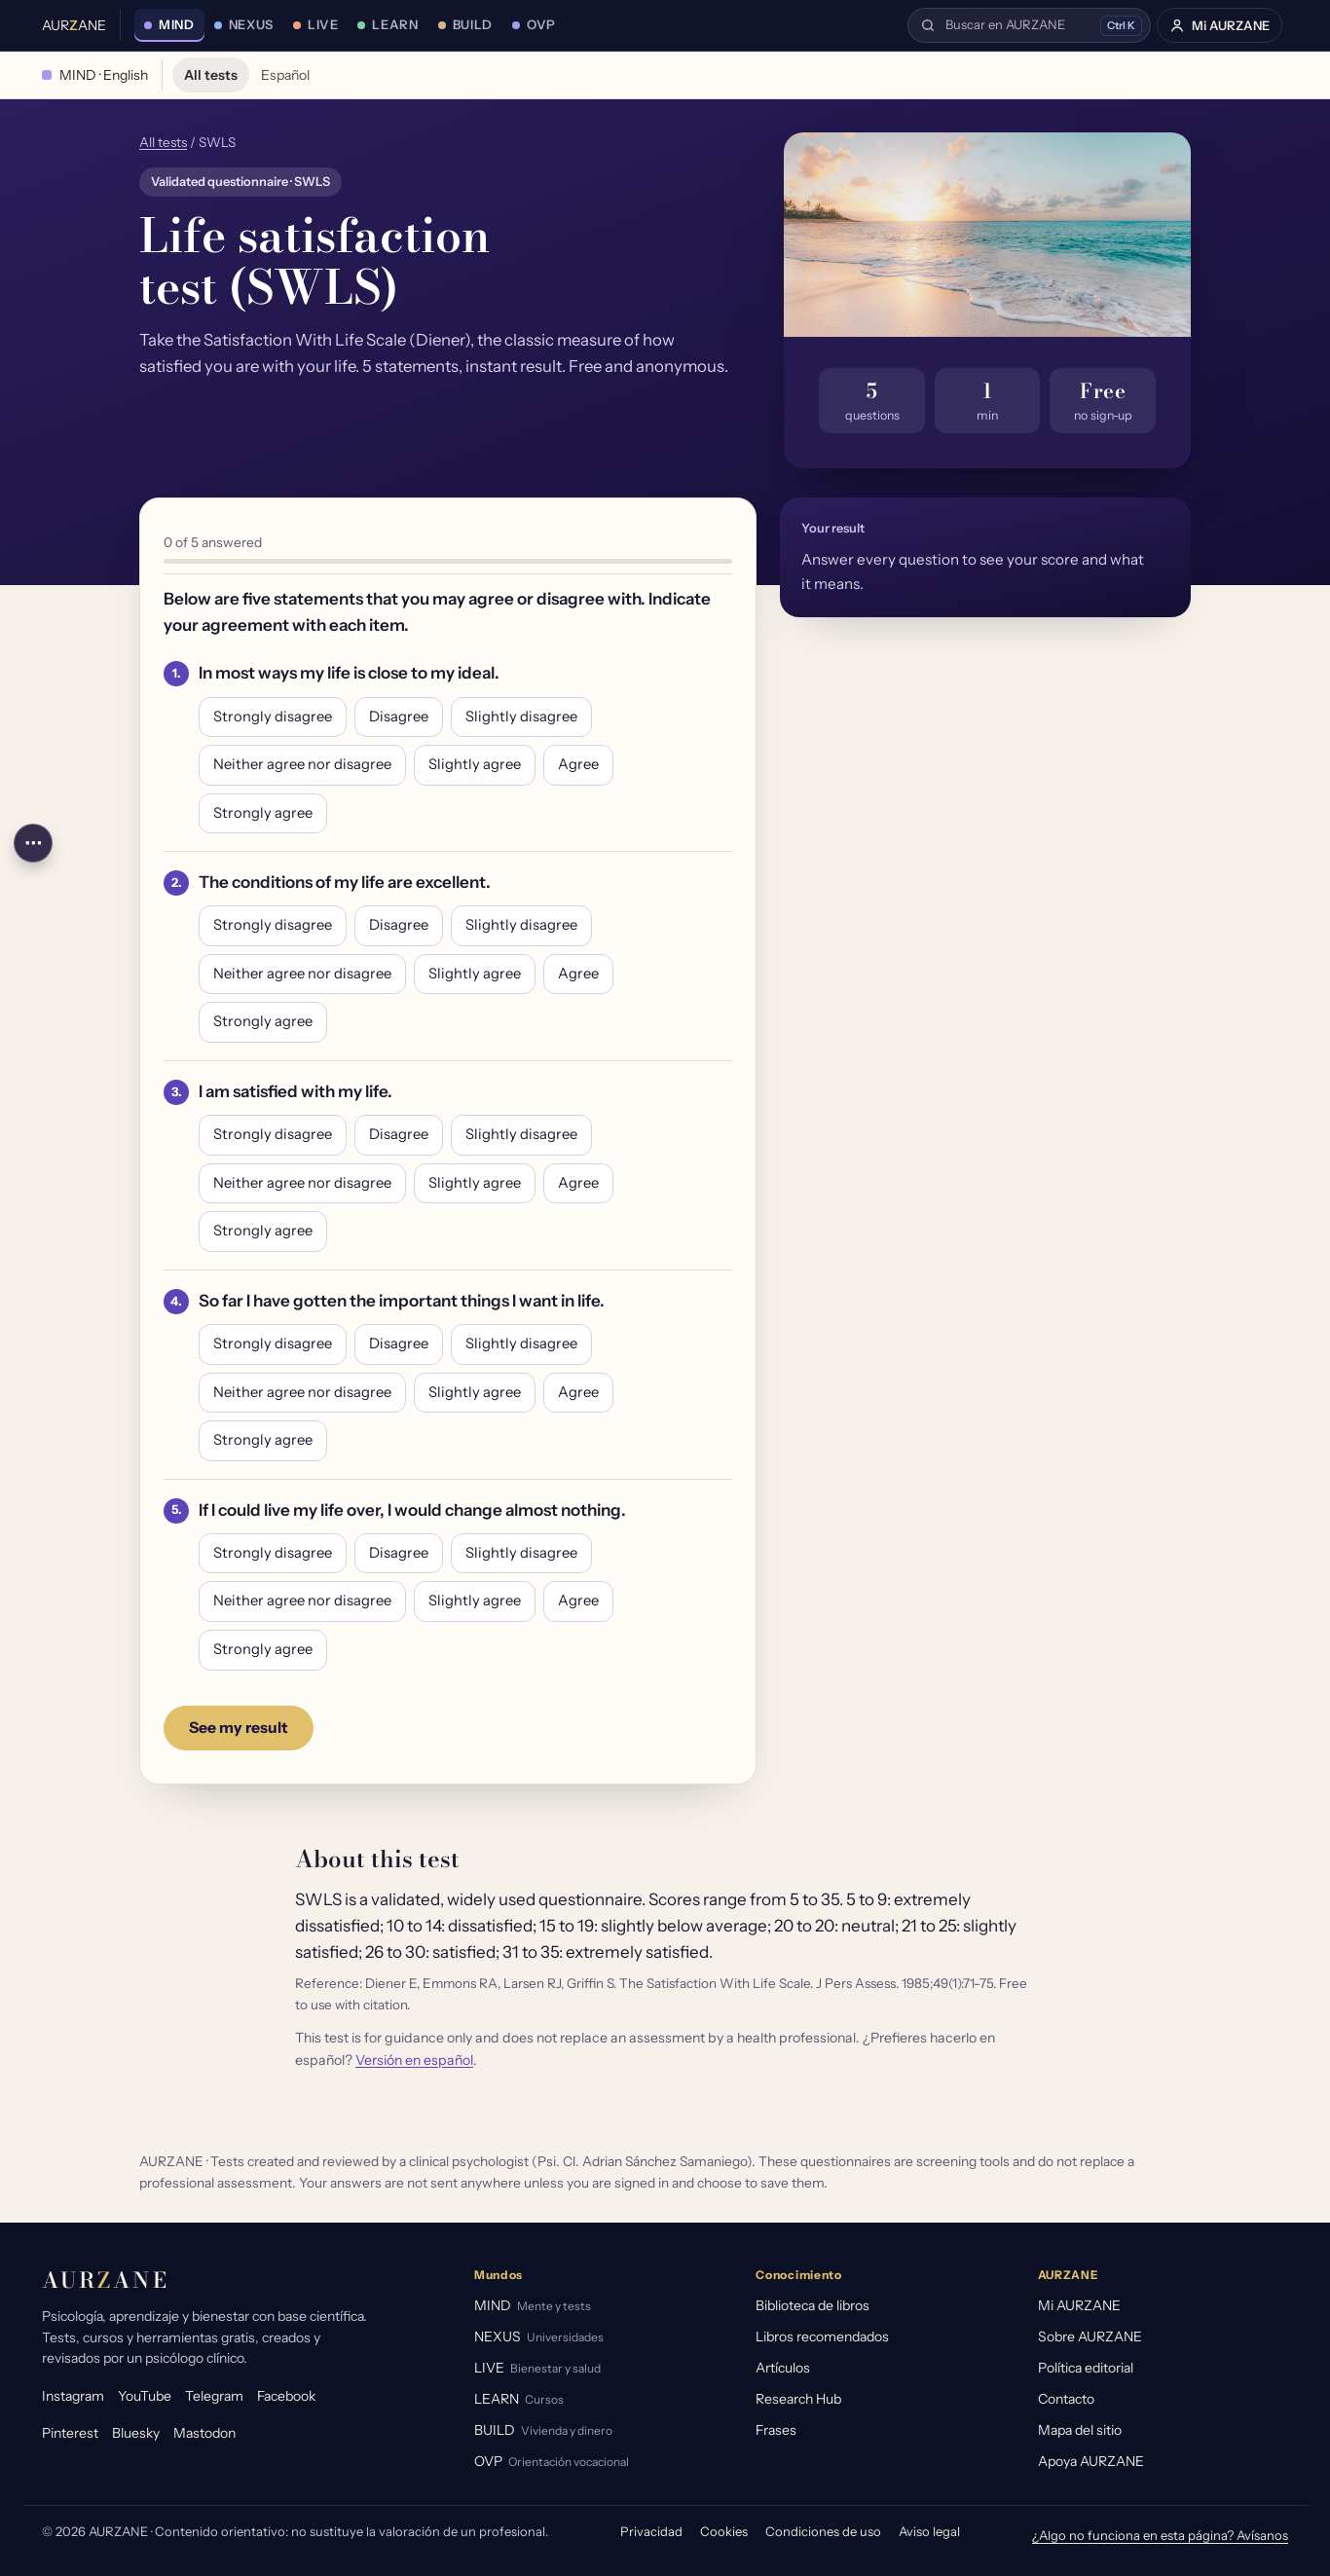 AURZANE
MIND
NEXUS
LIVE
LEARN
BUILD
OVP
Buscar en AURZANE
Ctrl K
Mi AURZANE
MIND · English
All tests
Español
All tests / SWLS
Validated questionnaire · SWLS
Life satisfaction
test (SWLS)
Take the Satisfaction With Life Scale (Diener), the classic measure of how
satisfied you are with your life. 5 statements, instant result. Free and anonymous.
5
questions
1
min
Free
no sign-up
0 of 5 answered
Below are five statements that you may agree or disagree with. Indicate
your agreement with each item.
1. In most ways my life is close to my ideal.
Strongly disagree Disagree Slightly disagree
Neither agree nor disagree Slightly agree Agree
Strongly agree
2. The conditions of my life are excellent.
Strongly disagree Disagree Slightly disagree
Neither agree nor disagree Slightly agree Agree
Strongly agree
3. I am satisfied with my life.
Strongly disagree Disagree Slightly disagree
Neither agree nor disagree Slightly agree Agree
Strongly agree
4. So far I have gotten the important things I want in life.
Strongly disagree Disagree Slightly disagree
Neither agree nor disagree Slightly agree Agree
Strongly agree
5. If I could live my life over, I would change almost nothing.
Strongly disagree Disagree Slightly disagree
Neither agree nor disagree Slightly agree Agree
Strongly agree
See my result
Your result
Answer every question to see your score and what
it means.
About this test
SWLS is a validated, widely used questionnaire. Scores range from 5 to 35. 5 to 9: extremely
dissatisfied; 10 to 14: dissatisfied; 15 to 19: slightly below average; 20 to 20: neutral; 21 to 25: slightly
satisfied; 26 to 30: satisfied; 31 to 35: extremely satisfied.
Reference: Diener E, Emmons RA, Larsen RJ, Griffin S. The Satisfaction With Life Scale. J Pers Assess. 1985;49(1):71-75. Free
to use with citation.
This test is for guidance only and does not replace an assessment by a health professional. ¿Prefieres hacerlo en
español? Versión en español.
AURZANE · Tests created and reviewed by a clinical psychologist (Psi. Cl. Adrian Sánchez Samaniego). These questionnaires are screening tools and do not replace a
professional assessment. Your answers are not sent anywhere unless you are signed in and choose to save them.
AURZANE
Psicología, aprendizaje y bienestar con base científica.
Tests, cursos y herramientas gratis, creados y
revisados por un psicólogo clínico.
Instagram YouTube Telegram Facebook
Pinterest Bluesky Mastodon
Mundos
MIND Mente y tests
NEXUS Universidades
LIVE Bienestar y salud
LEARN Cursos
BUILD Vivienda y dinero
OVP Orientación vocacional
Conocimiento
Biblioteca de libros
Libros recomendados
Artículos
Research Hub
Frases
AURZANE
Mi AURZANE
Sobre AURZANE
Política editorial
Contacto
Mapa del sitio
Apoya AURZANE
© 2026 AURZANE · Contenido orientativo: no sustituye la valoración de un profesional.
Privacidad Cookies Condiciones de uso Aviso legal
¿Algo no funciona en esta página? Avísanos